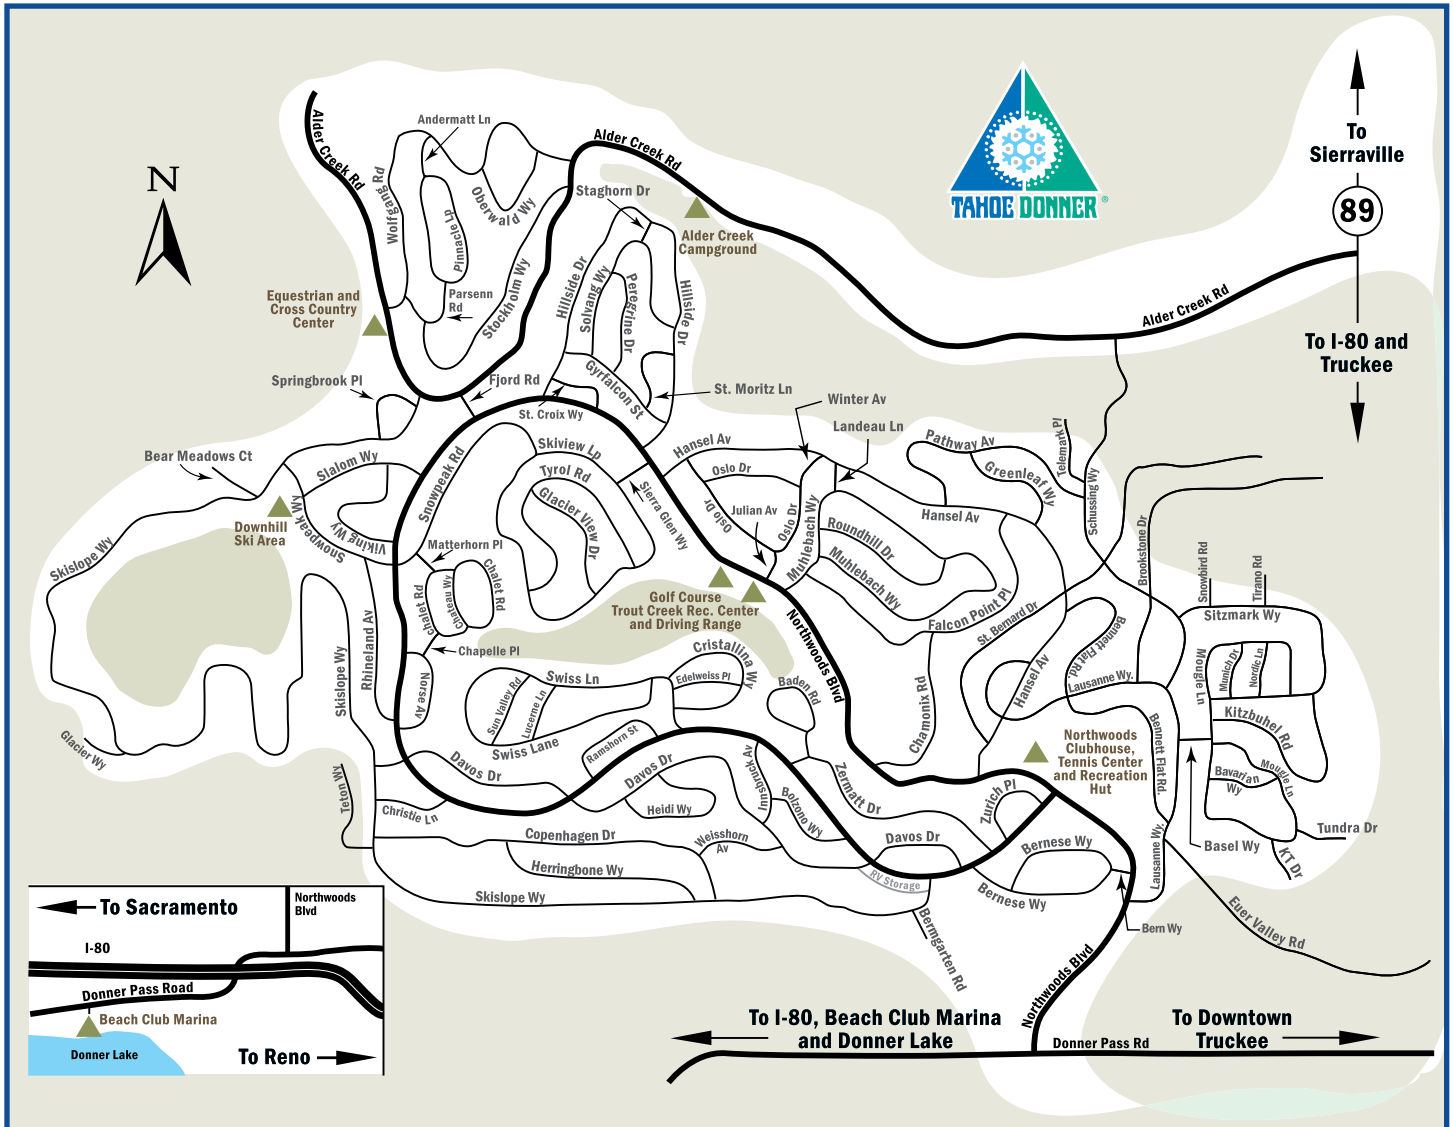 Alder Creek Rd
Andermatt Ln
Wolfgang Rd
Pinnacle Lp
Oberwald Wy
Alder Creek Rd
Staghorn Dr
Alder Creek
Campground
N
TAHOE DONNER®
To
Sierraville
89
To I-80 and
Truckee
Alder Creek Rd
Equestrian and
Cross Country
Center
Parsenn
Rd
Stockholm Wy
Hillside Dr
Solvang Wy
Peregrine Dr
Hillside Dr
Springbrook Pl
Fjord Rd
St. Croix Wy
Gyrfalcon St
St. Moritz Ln
Winter Av
Landeau Ln
Bear Meadows Ct
Slalom Wy
Snowpeak Rd
Skiview Lp
Tyrol Rd
Glacier View Dr
Sierra Glen Wy
Hansel Av
Oslo Dr
Oslo Dr
Oslo Dr
Julian Av
Muhlebach Wy
Roundhill Dr
Muhlebach Wy
Pathway Av
Greenleaf Wy
Hansel Av
Telemark Pl
Schussing Wy
Brookstone Dr
Snowbird Rd
Tirano Rd
Sitzmark Wy
Downhill
Ski Area
Snowpeak Wy
Viking Wy
Skislope Wy
Matterhorn Pl
Chalet Rd
Chateau Wy
Chalet Rd
Chapelle Pl
Golf Course
Trout Creek Rec. Center
and Driving Range
Northwoods Blvd
Falcon Point Pl
St. Bernard Dr
Bennett Flat Rd
Hansel Av
Lausanne Wy.
Mougle Ln
Munich Dr
Nordic Ln
Kitzbuhel Rd
Mougle Ln
Bavarian
Wy
Skislope Wy
Rhineland Av
Norse Av
Swiss Ln
Sun Valley Rd
Lucerne Ln
Swiss Lane
Cristallina Wy
Edelweiss Pl
Baden Rd
Chamonix Rd
Ramshorn St
Northwoods
Clubhouse,
Tennis Center
and Recreation
Hut
Bennett Flat Rd.
Glacier Wy
Teton Wy
Davos Dr
Davos Dr
Innsbruck Av
Bolzono Wy
Zermatt Dr
Zurich Pl
Heidi Wy
Christie Ln
Copenhagen Dr
Weisshorn
Av
Davos Dr
Bernese Wy
Lausanne Wy.
Basel Wy
Tundra Dr
KT Dr
Herringbone Wy
RV Storage
Bernese Wy
Skislope Wy
Bermgarten Rd
Bern Wy
Euer Valley Rd
Northwoods Blvd
To Sacramento
Northwoods
Blvd
I-80
Donner Pass Road
Beach Club Marina
Donner Lake
To Reno
To I-80, Beach Club Marina
and Donner Lake
Donner Pass Rd
To Downtown
Truckee